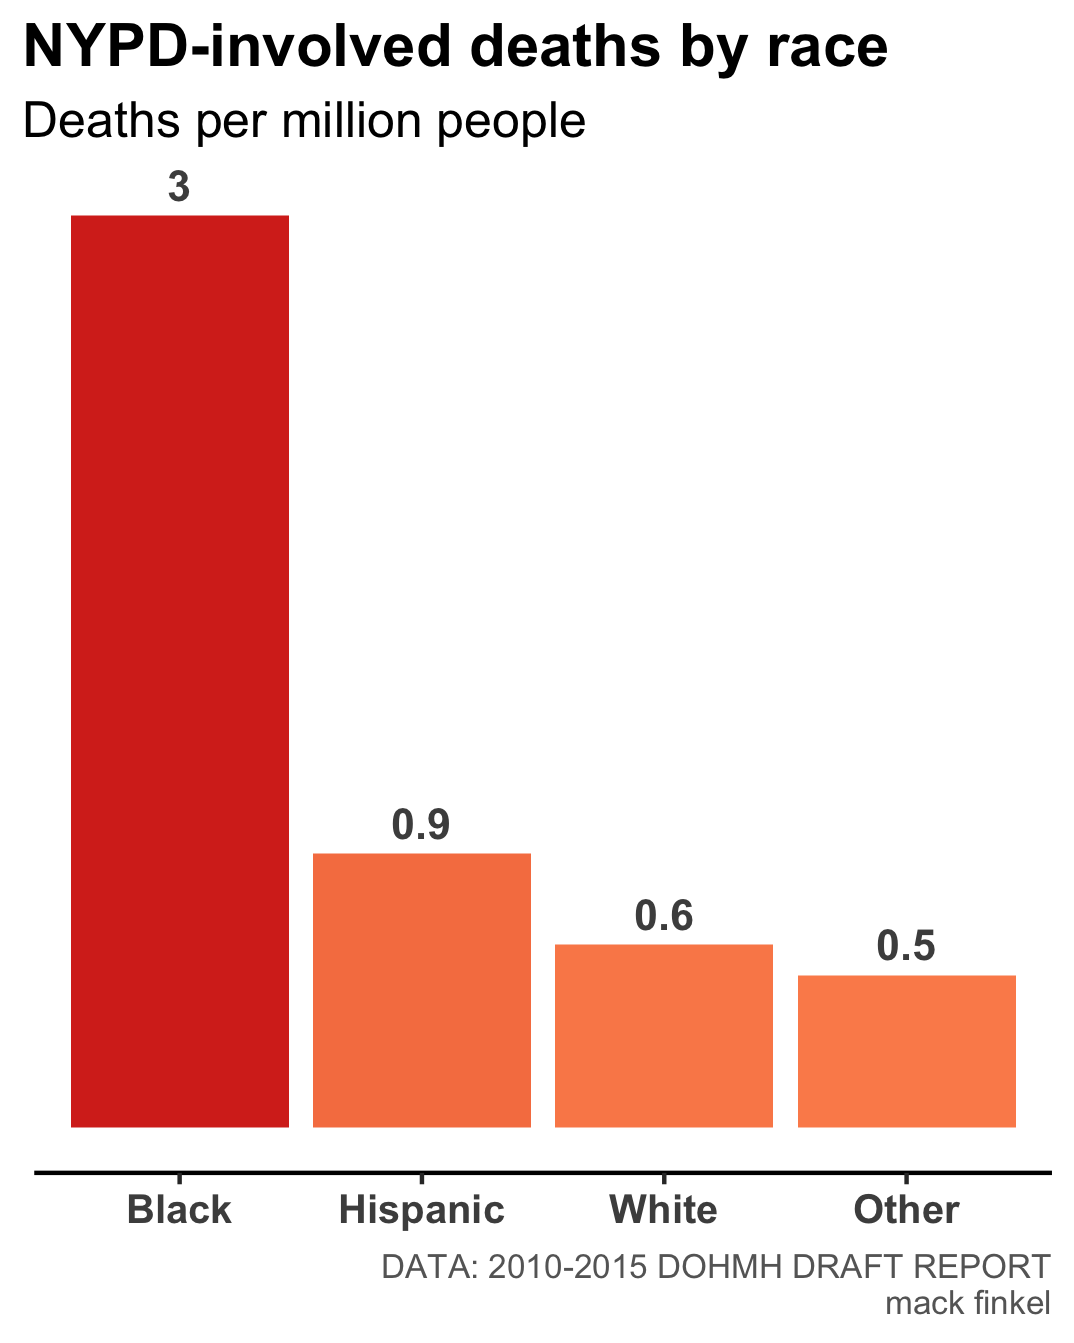 NYPD-involved deaths by race
Deaths per million people
3
0.9
0.6
0.5
Black
Hispanic
White
Other
DATA: 2010-2015 DOHMH DRAFT REPORT
mack finkel